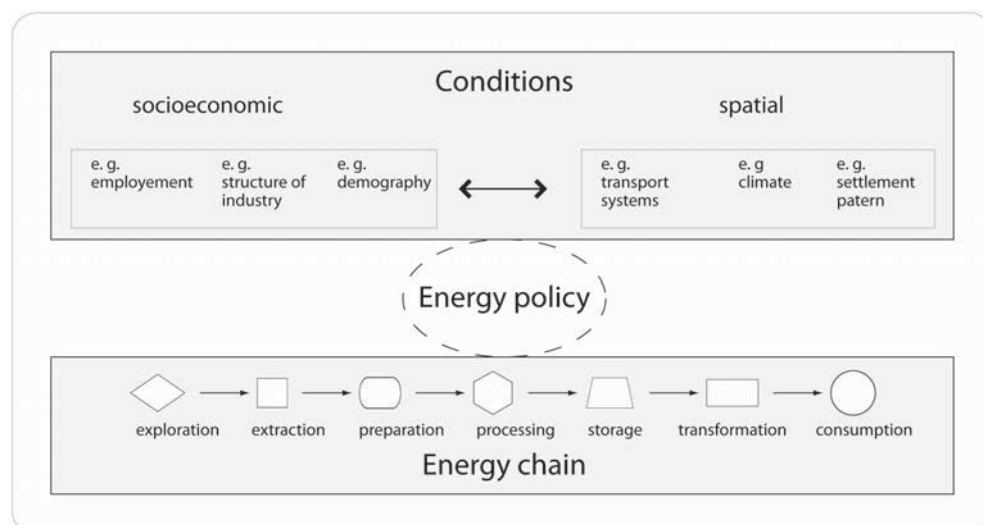 Conditions
socioeconomic
spatial
e. g.
employement
e. g.
structure of
industry
e. g.
demography
e. g.
transport
systems
e. g
climate
e. g.
settlement
patern
Energy policy
exploration
extraction
preparation
processing
storage
transformation
consumption
Energy chain